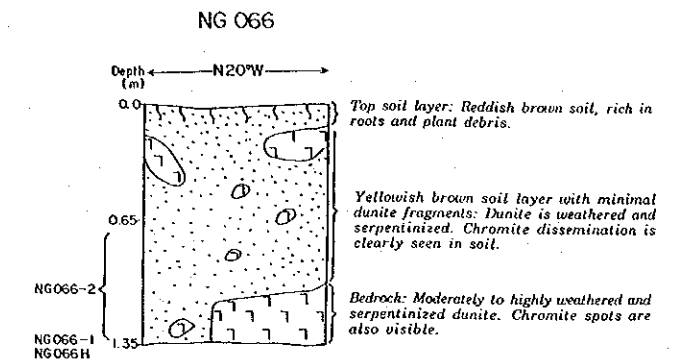 NG 066
Depth
(m)
N20°W
0.0
Top soil layer: Reddish brown soil, rich in
roots and plant debris.
0.65
Yellowish brown soil layer with minimal
dunite fragments: Dunite is weathered and
serpentinized. Chromite dissemination is
clearly seen in soil.
NG066-2
Bedrock: Moderately to highly weathered and
serpentinized dunite. Chromite spots are
also visible.
NG066-1
NG066H
1.35